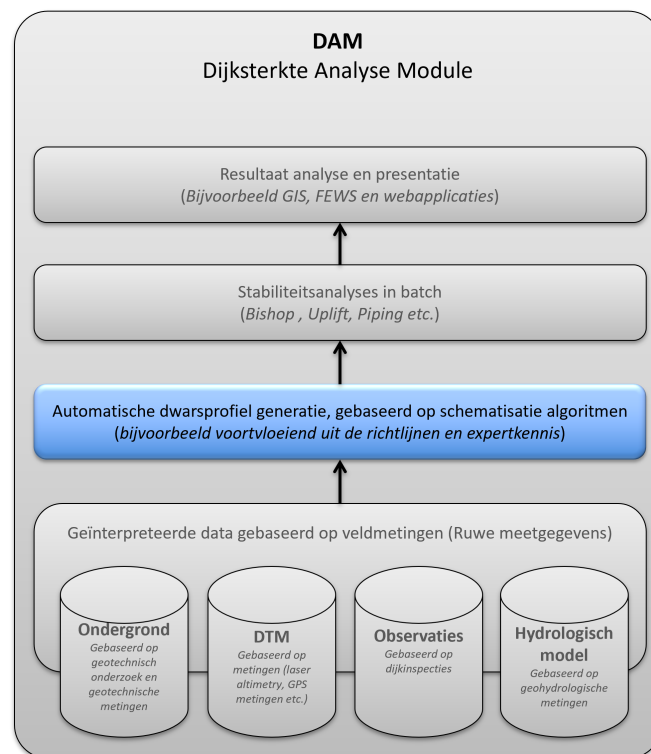 DAM
Dijksterkte Analyse Module
Resultaat analyse en presentatie
(Bijvoorbeeld GIS, FEWS en webapplicaties)
Stabiliteitsanalyses in batch
(Bishop , Uplift, Piping etc.)
Automatische dwarsprofiel generatie, gebaseerd op schematisatie algoritmen
(bijvoorbeeld voortvloeiend uit de richtlijnen en expertkennis)
Geïnterpreteerde data gebaseerd op veldmetingen (Ruwe meetgegevens)
Ondergrond
Gebaseerd op
geotechnisch
onderzoek en
geotechnische
metingen
DTM
Gebaseerd op
metingen (laser
altimetry, GPS
metingen etc.)
Observaties
Gebaseerd op
dijkinspecties
Hydrologisch
model
Gebaseerd op
geohydrologische
metingen